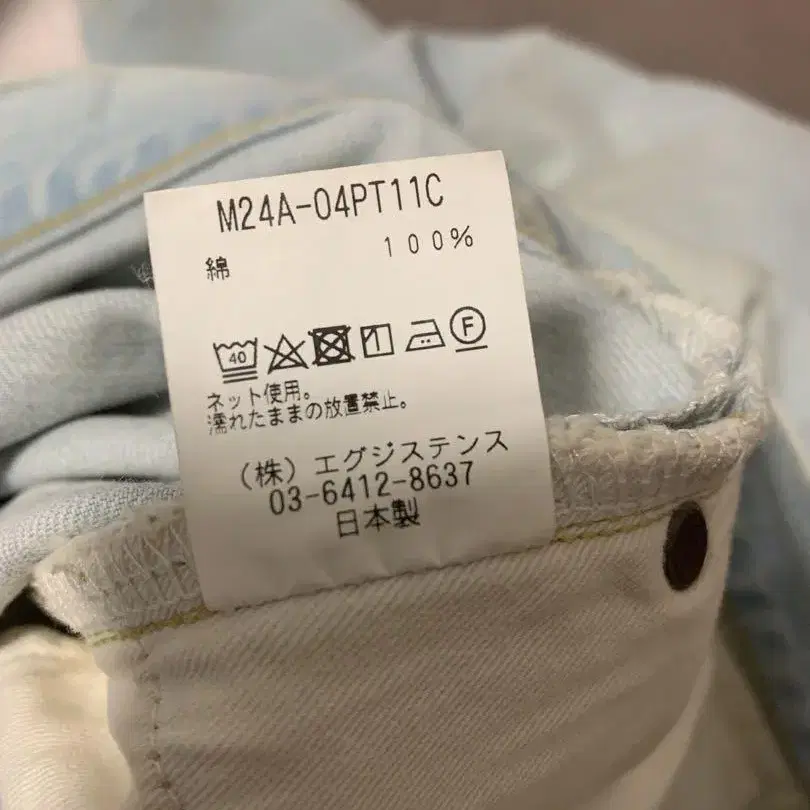 M24A-04PT11C
綿 100%
40 F
ネット使用。
濡れたままの放置禁止。
(株) エグジステンス
03-6412-8637
日本製